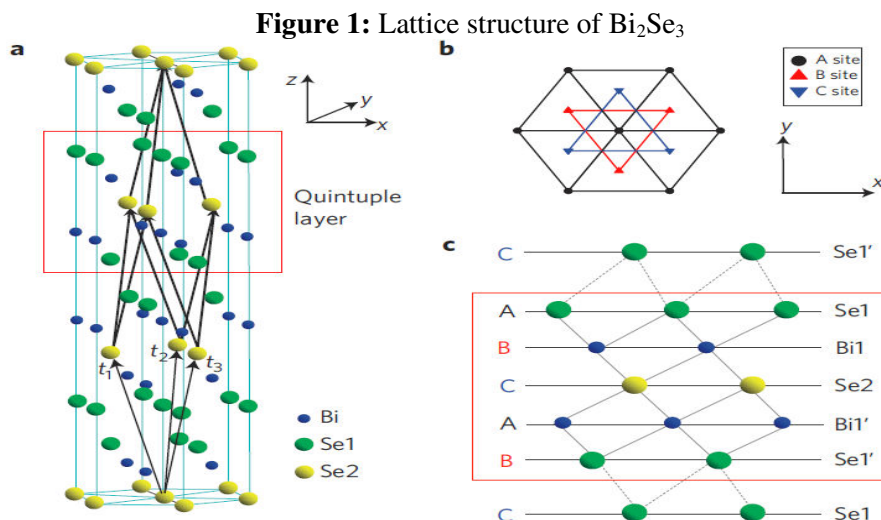 Figure 1: Lattice structure of Bi₂Se₃
a
z
y
x
Quintuple
layer
t₁
t₂
t₃
Bi
Se1
Se2
b
A site
B site
C site
y
x
c
C Se1′
A Se1
B Bi1
C Se2
A Bi1′
B Se1′
C Se1